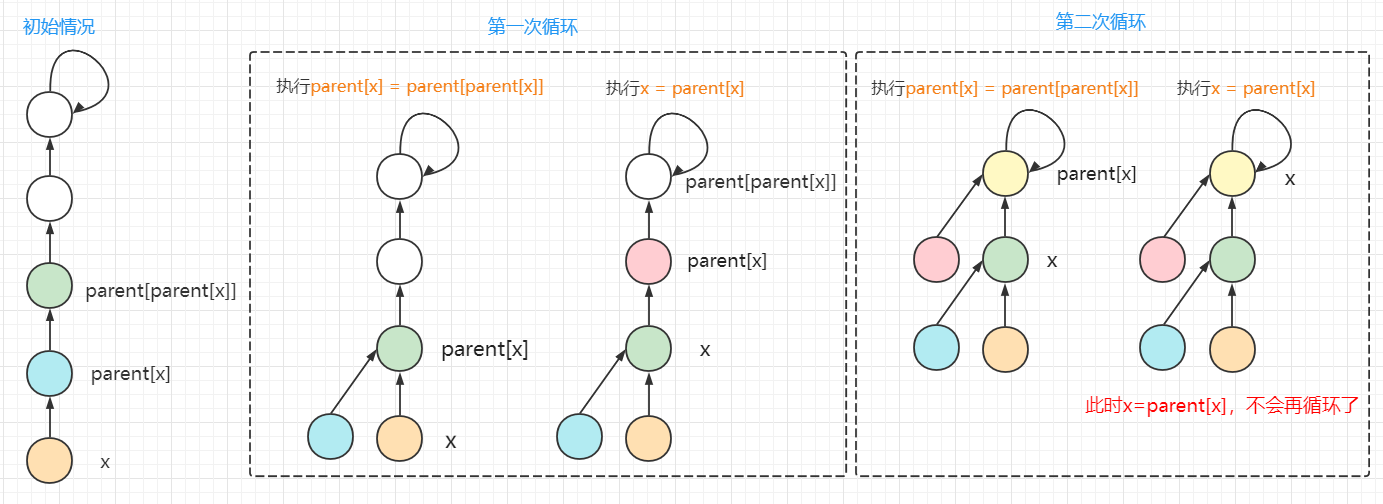 初始情况
parent[parent[x]]
parent[x]
x
第一次循环
执行parent[x] = parent[parent[x]]
parent[x]
x
执行x = parent[x]
parent[parent[x]]
parent[x]
x
第二次循环
执行parent[x] = parent[parent[x]]
parent[x]
x
执行x = parent[x]
x
此时x=parent[x]，不会再循环了